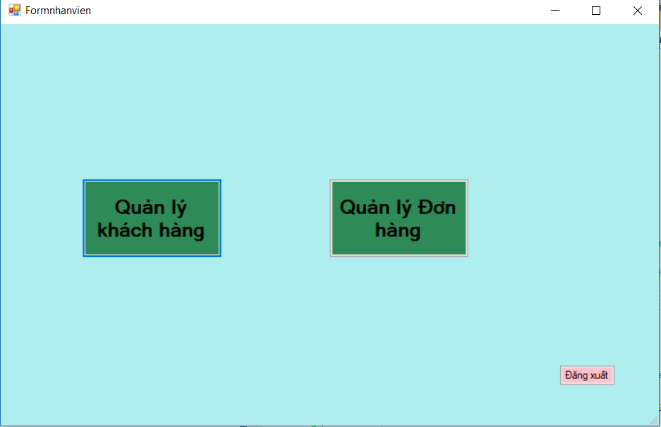 Formnhanvien
Quản lý
khách hàng
Quản lý Đơn
hàng
Đăng xuất